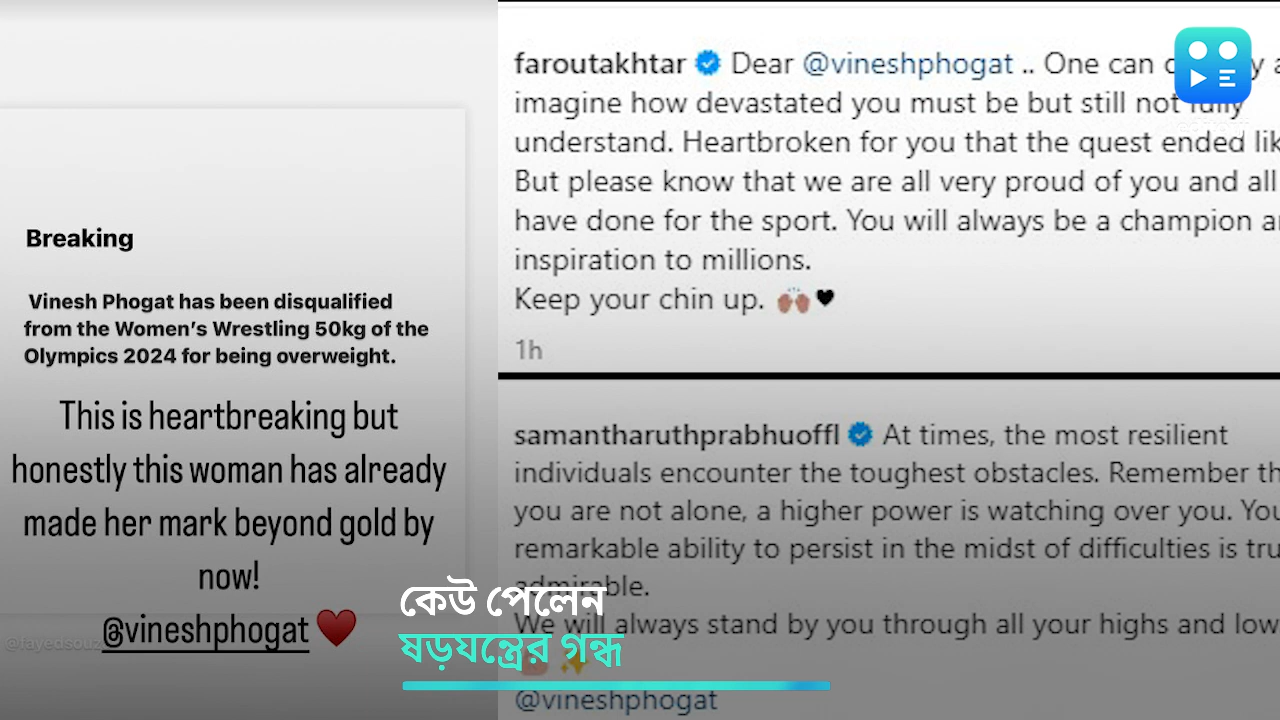 Breaking
Vinesh Phogat has been disqualified
from the Women's Wrestling 50kg of the
Olympics 2024 for being overweight.
This is heartbreaking but
honestly this woman has already
made her mark beyond gold by
now!
@vineshphogat ❤️
faroutakhtar Dear @vineshphogat .. One can
imagine how devastated you must be but still not fully
understand. Heartbroken for you that the quest ended
But please know that we are all very proud of you and all
have done for the sport. You will always be a champion
inspiration to millions.
Keep your chin up. 🙌🏽🖤
1h
samantharuthprabhuoffl At times, the most resilient
individuals encounter the toughest obstacles. Remember
you are not alone, a higher power is watching over you.
remarkable ability to persist in the midst of difficulties is
admirable.
We will always stand by you through all your highs and
@vineshphogat
কেউ পেলেন
ষড়যন্ত্রের গন্ধ